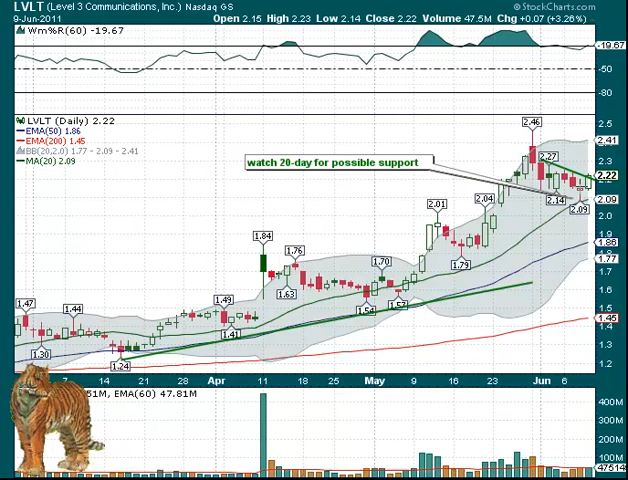 LVLT (Level 3 Communications, Inc.) Nasdaq GS © StockCharts.com
9-Jun-2011 Open 2.15 High 2.23 Low 2.14 Close 2.22 Volume 47.5M Chg +0.07 (+3.26%)
Wm%R(60) -19.67
-19.67
-50
-80
LVLT (Daily) 2.22
EMA(50) 1.86
EMA(200) 1.45
BB(20,2.0) 1.77 - 2.09 - 2.41
MA(20) 2.09
2.5
2.46
2.41
2.27
watch 20-day for possible support
2.22
2.14
2.09
2.09
2.04
2.01
2.0
1.9
1.86
1.84
1.79
1.77
1.76
1.70
1.7
1.63
1.6
1.57
1.54
1.5
1.49
1.47
1.45
1.44
1.41
1.4
1.30
1.3
1.24
1.2
7 14 21 28 Apr 11 18 25 May 9 16 23 Jun 6
51M, EMA(60) 47.81M
400M
300M
200M
100M
475148